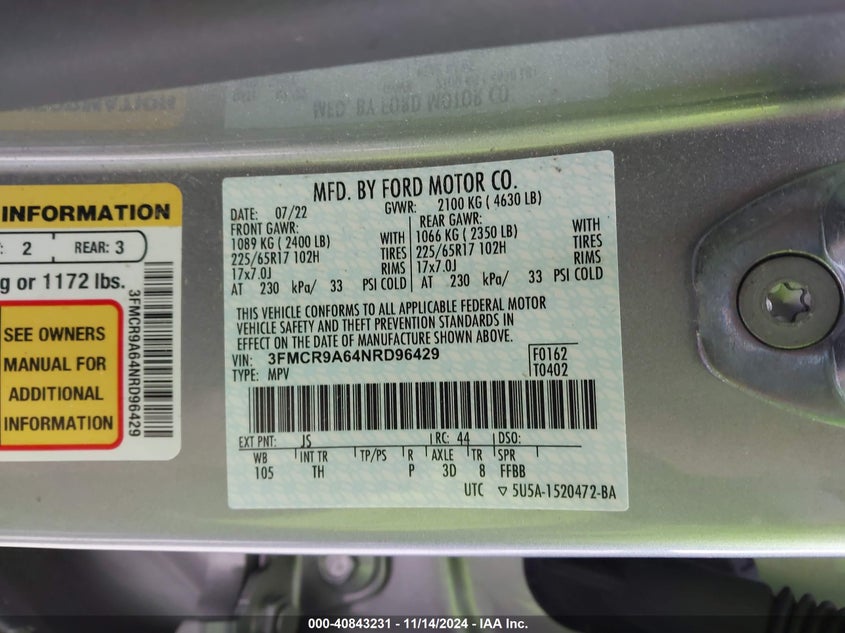 INFORMATION
: 2 REAR: 3
g or 1172 lbs.
SEE OWNERS
MANUAL FOR
ADDITIONAL
INFORMATION
3FMCR9A64NRD96429
MFD. BY FORD MOTOR CO.
DATE: 07/22 GVWR: 2100 KG ( 4630 LB)
FRONT GAWR: REAR GAWR:
1089 KG ( 2400 LB) WITH 1066 KG ( 2350 LB) WITH
225/65R17 102H TIRES 225/65R17 102H TIRES
17x7.0J RIMS 17x7.0J RIMS
AT 230 kPa/ 33 PSI COLD AT 230 kPa/ 33 PSI COLD
THIS VEHICLE CONFORMS TO ALL APPLICABLE FEDERAL MOTOR
VEHICLE SAFETY AND THEFT PREVENTION STANDARDS IN
EFFECT ON THE DATE OF MANUFACTURE SHOWN ABOVE.
VIN: 3FMCR9A64NRD96429 F0162
TYPE: MPV T0402
EXT PNT: JS RC: 44 DSO:
WB INT TR TP/PS R AXLE TR SPR
105 TH P 3D 8 FFBB
UTC ▽ 5U5A-1520472-BA
000-40843231 - 11/14/2024 - IAA Inc.